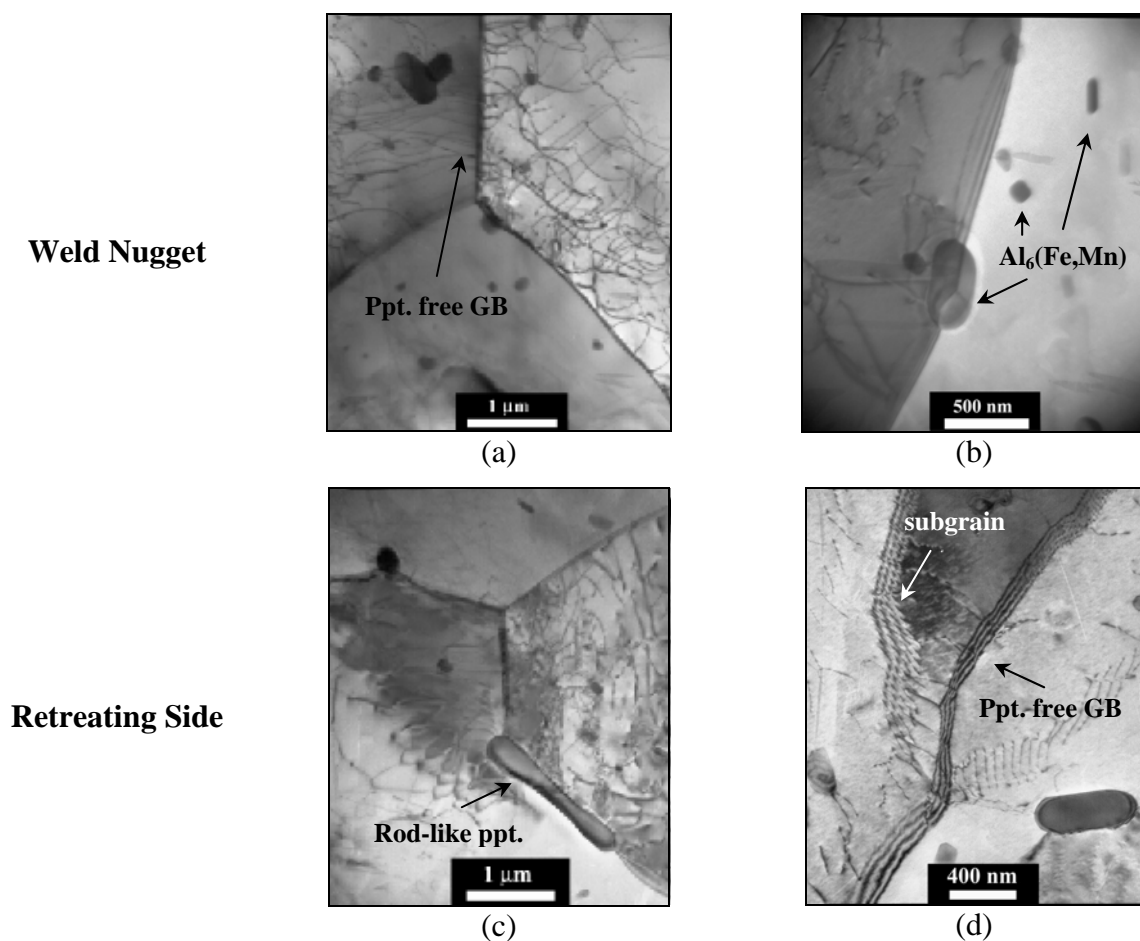 Weld Nugget
Ppt. free GB
1 μm
(a)
Al₆(Fe,Mn)
500 nm
(b)
Retreating Side
Rod-like ppt.
1 μm
(c)
subgrain
Ppt. free GB
400 nm
(d)